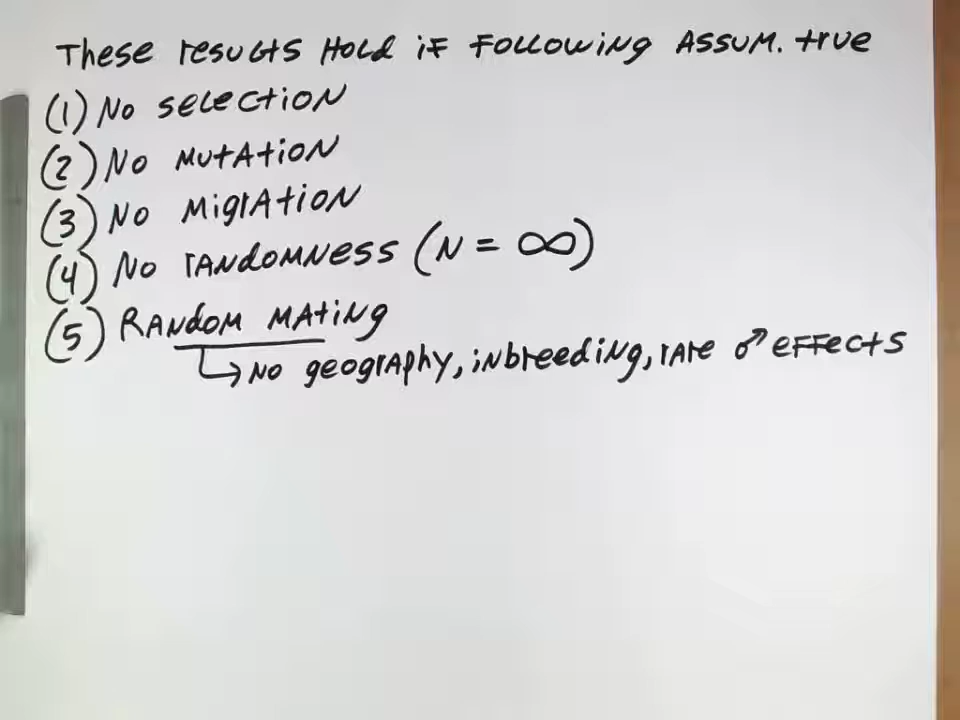 These results Hold if Following Assum. true
(1) No selection
(2) No Mutation
(3) No Migration
(4) No randomness (N = ∞)
(5) Random Mating
↳ No geography, inbreeding, rare ♂ effects